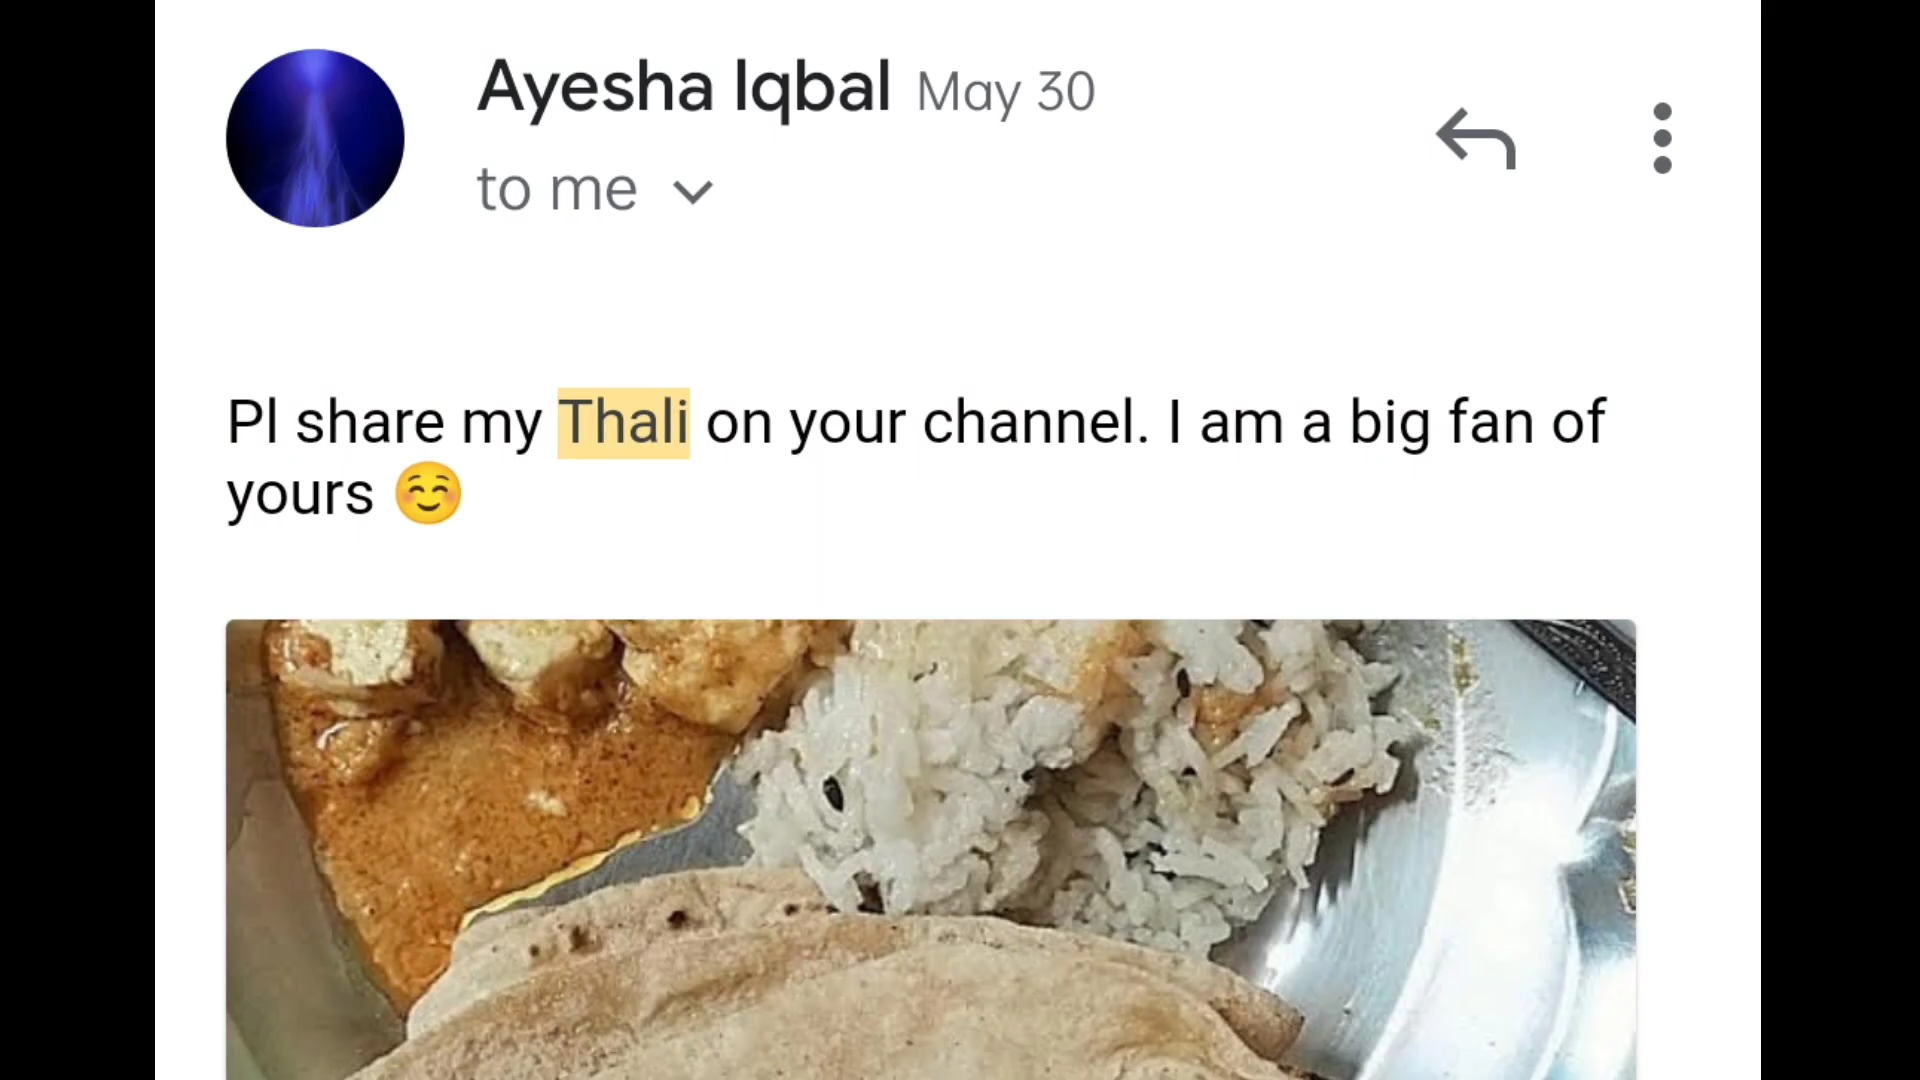 Ayesha Iqbal May 30
to me
Pl share my Thali on your channel. I am a big fan of
yours ☺️